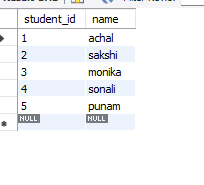 student_id name
1 achal
2 sakshi
3 monika
4 sonali
5 punam
NULL NULL